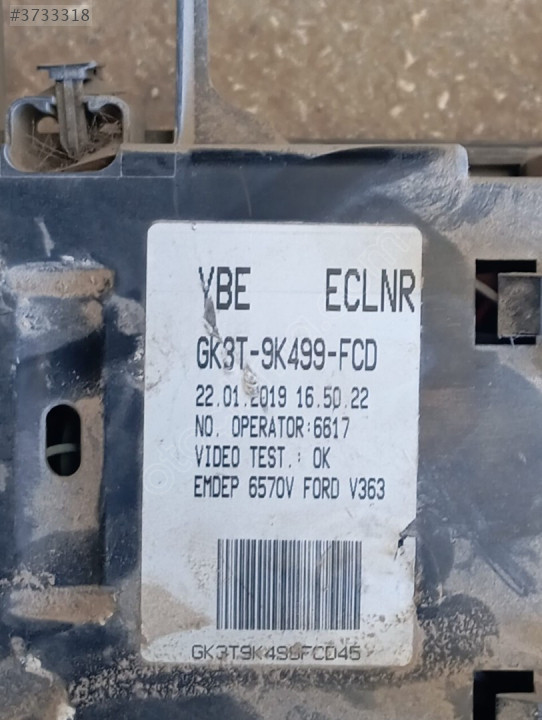 #3733318
YBE ECLNR
GK3T-9K499-FCD
22.01.2019 16.50.22
NO. OPERATOR:6617
VIDEO TEST.: OK
EMDEP 6570V FORD V363
GK3T9K499FCD45